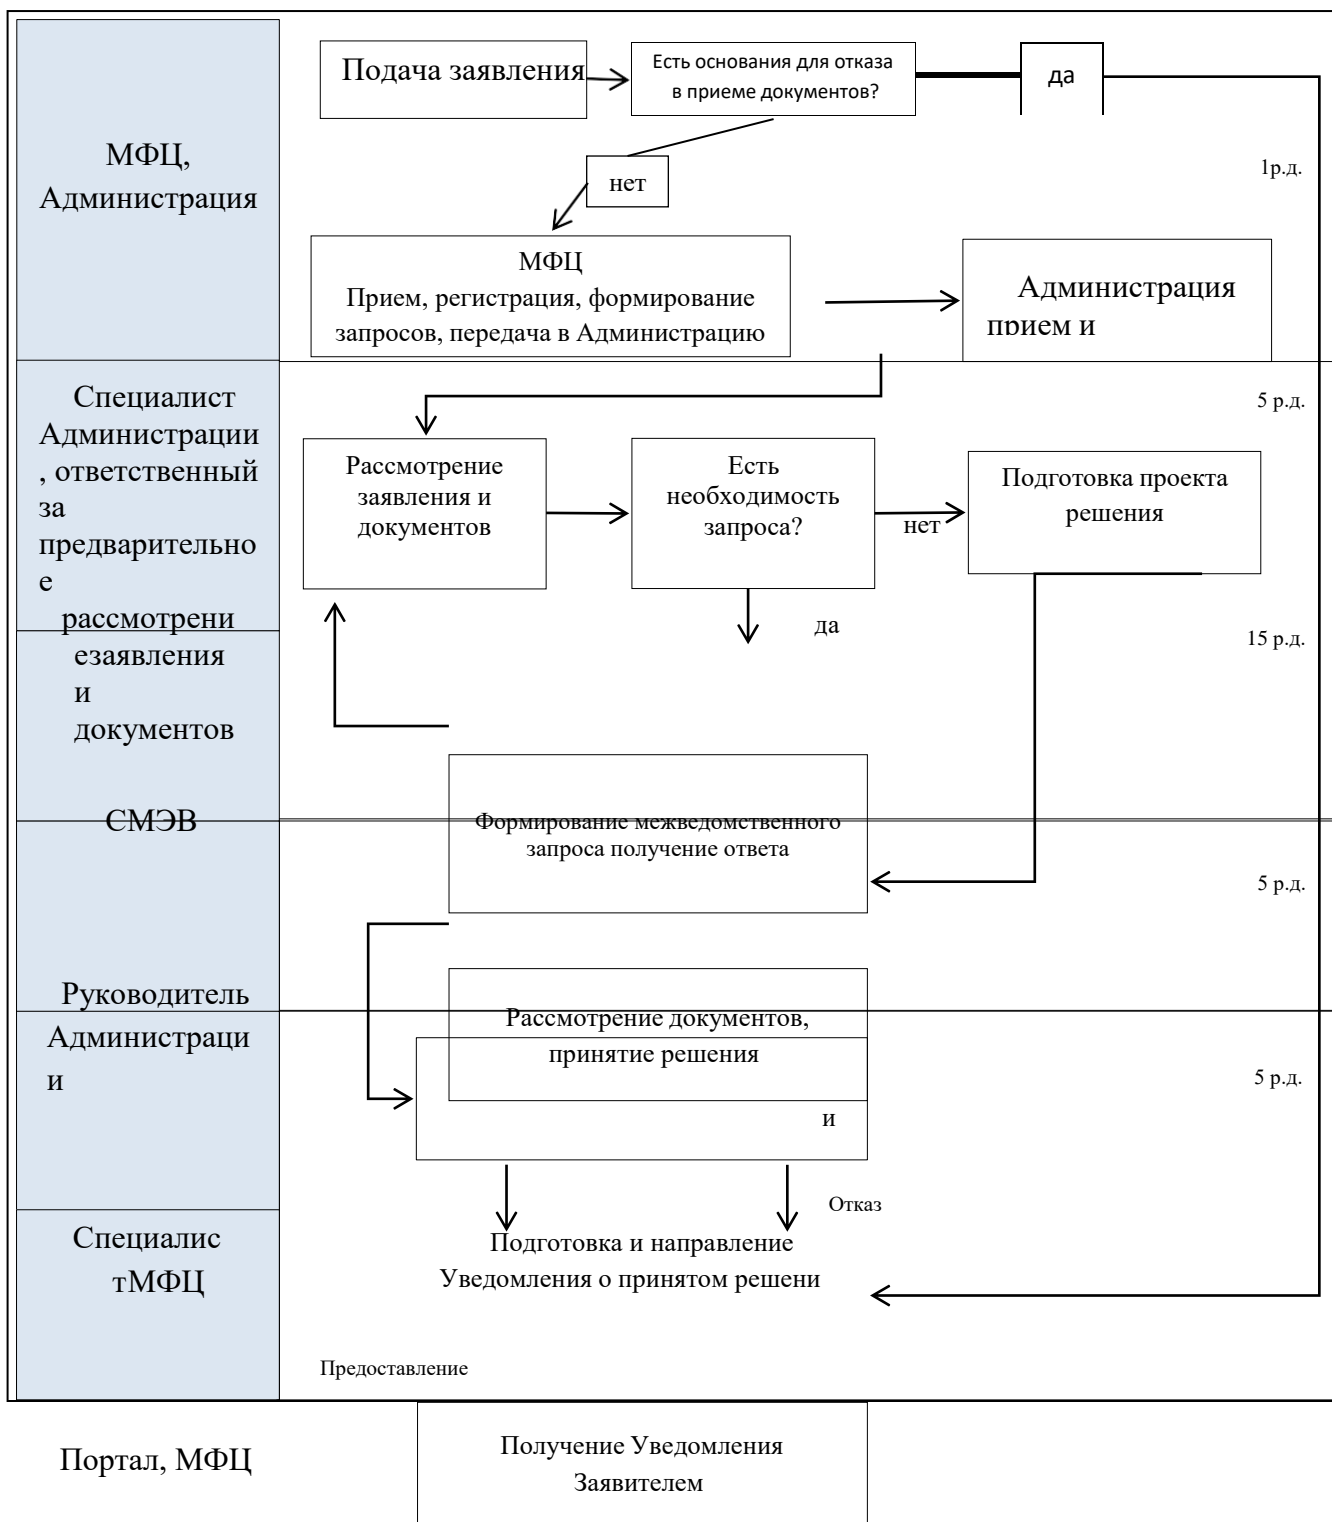 Подача заявления
Есть основания для отказа
в приеме документов?
да
МФЦ,
Администрация
нет
1р.д.
МФЦ
Прием, регистрация, формирование
запросов, передача в Администрацию
Администрация
прием и
Специалист
Администрации
, ответственный
за
предварительно
е
рассмотрени
езаявления
и
документов
5 р.д.
Рассмотрение
заявления и
документов
Есть
необходимость
запроса?
нет
Подготовка проекта
решения
да
15 р.д.
СМЭВ
Формирование межведомственного
запроса получение ответа
5 р.д.
Руководитель
Администраци
и
Рассмотрение документов,
принятие решения
и
5 р.д.
Отказ
Специалис
тМФЦ
Подготовка и направление
Уведомления о принятом решени
Предоставление
Портал, МФЦ
Получение Уведомления
Заявителем